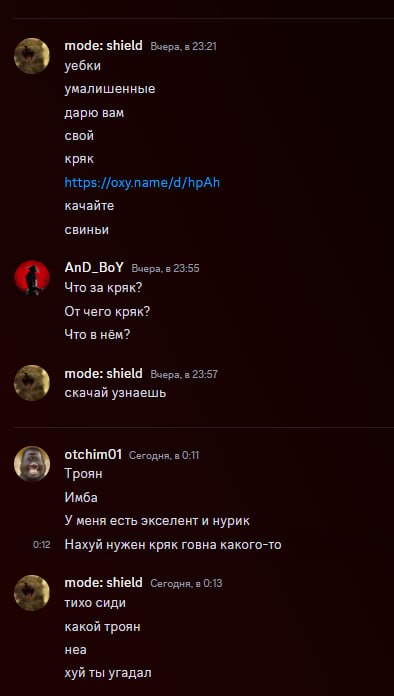 mode: shield Вчера, в 23:21
уебки
умалишенные
дарю вам
свой
кряк
https://oxy.name/d/hpAh
качайте
свиньи
AnD_BoY Вчера, в 23:55
Что за кряк?
От чего кряк?
Что в нём?
mode: shield Вчера, в 23:57
скачай узнаешь
otchim01 Сегодня, в 0:11
Троян
Имба
У меня есть экселент и нурик
0:12 Нахуй нужен кряк говна какого-то
mode: shield Сегодня, в 0:13
тихо сиди
какой троян
неа
хуй ты угадал